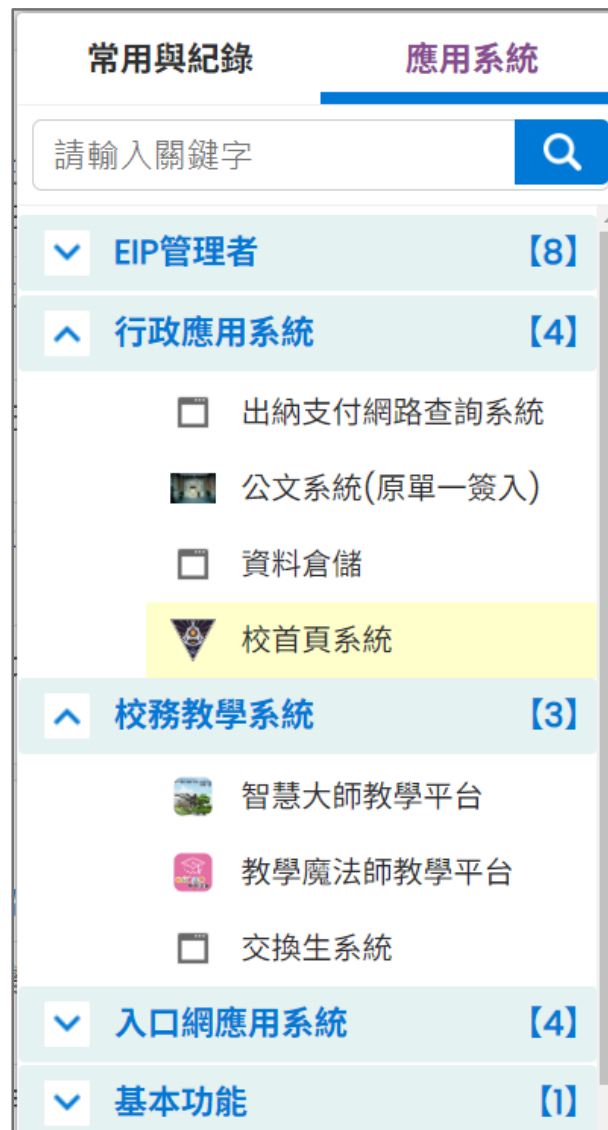 常用與紀錄 應用系統
請輸入關鍵字
EIP管理者 【8】
行政應用系統 【4】
出納支付網路查詢系統
公文系統(原單一簽入)
資料倉儲
校首頁系統
校務教學系統 【3】
智慧大師教學平台
教學魔法師教學平台
交換生系統
入口網應用系統 【4】
基本功能 【1】